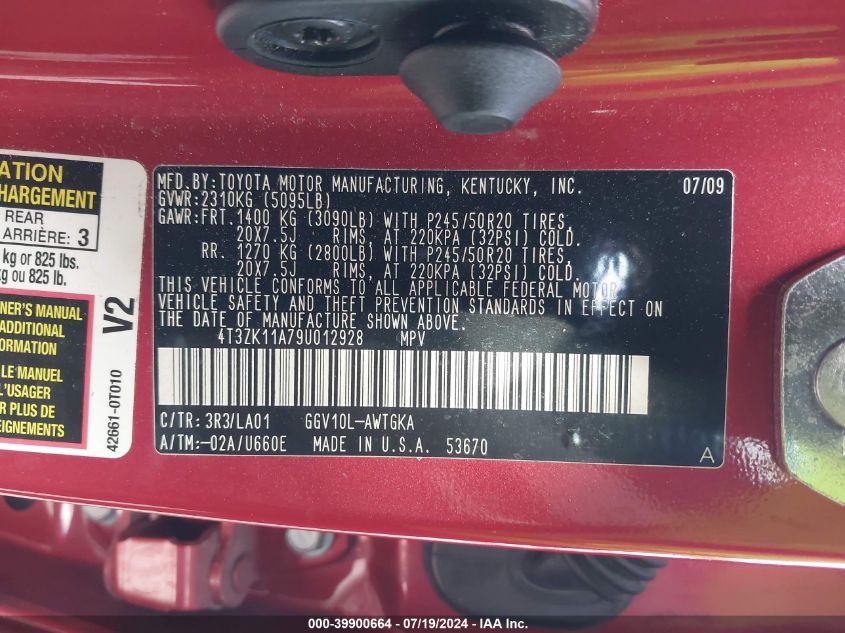 ATION
CHARGEMENT
REAR
ARRIÈRE: 3
kg or 825 lbs.
kg ou 825 lb.
NER'S MANUAL
ADDITIONAL
FORMATION
LE MANUEL
L'USAGER
R PLUS DE
SEIGNEMENTS
V2
42661-0T010
MFD.BY:TOYOTA MOTOR MANUFACTURING, KENTUCKY, INC. 07/09
GVWR:2310KG (5095LB)
GAWR:FRT.1400 KG (3090LB) WITH P245/50R20 TIRES,
20X7.5J RIMS, AT 220KPA (32PSI) COLD.
RR. 1270 KG (2800LB) WITH P245/50R20 TIRES,
20X7.5J RIMS, AT 220KPA (32PSI) COLD.
THIS VEHICLE CONFORMS TO ALL APPLICABLE FEDERAL MOTOR
VEHICLE SAFETY AND THEFT PREVENTION STANDARDS IN EFFECT ON
THE DATE OF MANUFACTURE SHOWN ABOVE.
4T3ZK11A79U012928 MPV
C/TR: 3R3/LA01 GGV10L-AWTGKA
A/TM:-02A/U660E MADE IN U.S.A. 53670
A
000-39900664 - 07/19/2024 - IAA Inc.